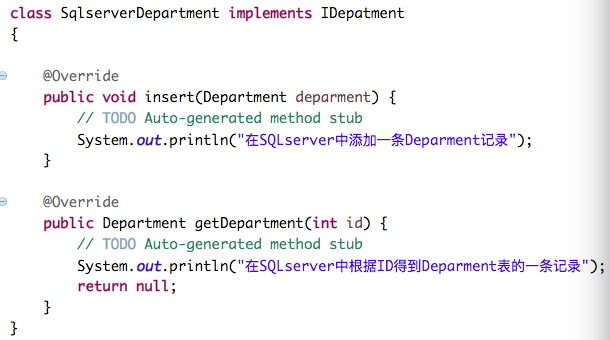 class SqlserverDepartment implements IDepatment
{
@Override
public void insert(Department deparment) {
// TODO Auto-generated method stub
System.out.println("在SQLserver中添加一条Deparment记录");
}
@Override
public Department getDepartment(int id) {
// TODO Auto-generated method stub
System.out.println("在SQLserver中根据ID得到Deparment表的一条记录");
return null;
}
}